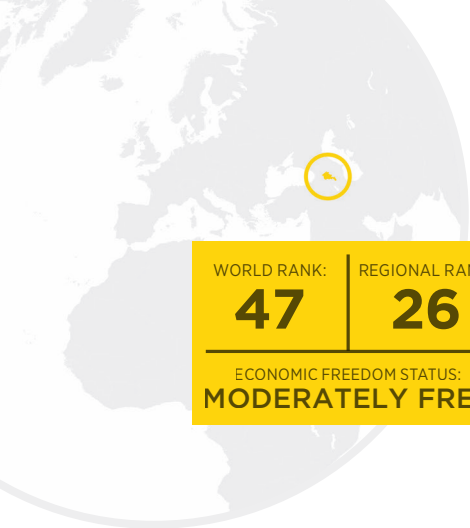 WORLD RANK:
REGIONAL RAN
47
26
ECONOMIC FREEDOM STATUS:
MODERATELY FRE